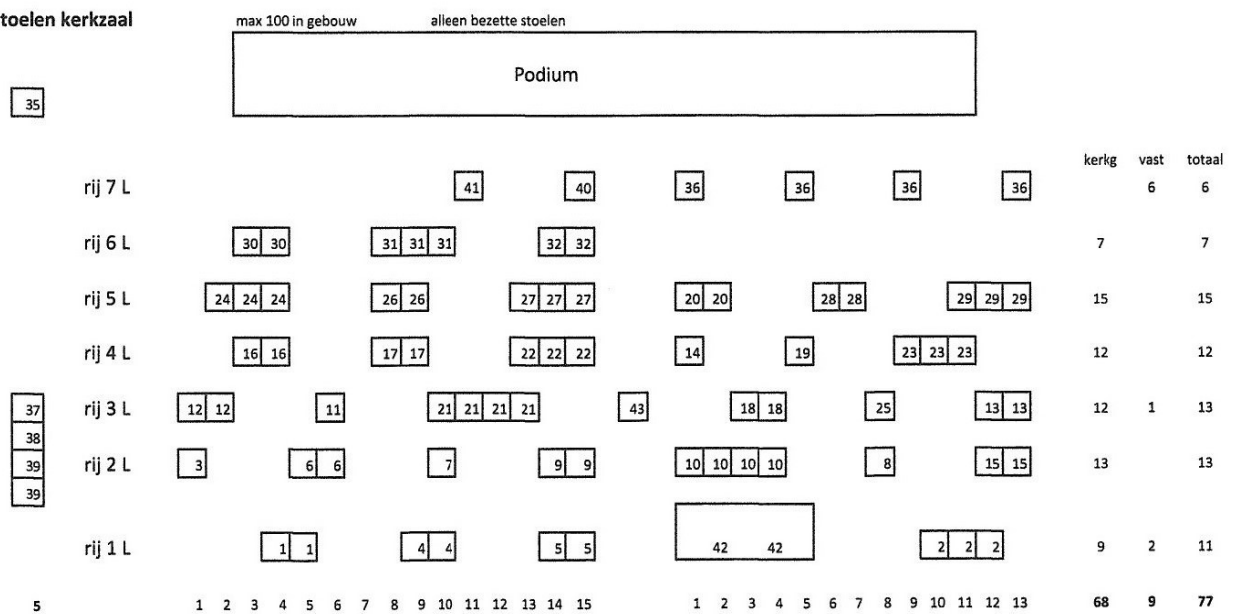 toelen kerkzaal max 100 in gebouw alleen bezette stoelen
Podium
35
kerkg vast totaal
rij 7 L 41 40 36 36 36 36 6 6
rij 6 L 30 30 31 31 31 32 32 7 7
rij 5 L 24 24 24 26 26 27 27 27 20 20 28 28 29 29 29 15 15
rij 4 L 16 16 17 17 22 22 22 14 19 23 23 23 12 12
37 rij 3 L 12 12 11 21 21 21 21 43 18 18 25 13 13 12 1 13
38
39 rij 2 L 3 6 6 7 9 9 10 10 10 10 8 15 15 13 13
39
rij 1 L 1 1 4 4 5 5 42 42 2 2 2 9 2 11
5 1 2 3 4 5 6 7 8 9 10 11 12 13 14 15 1 2 3 4 5 6 7 8 9 10 11 12 13 68 9 77